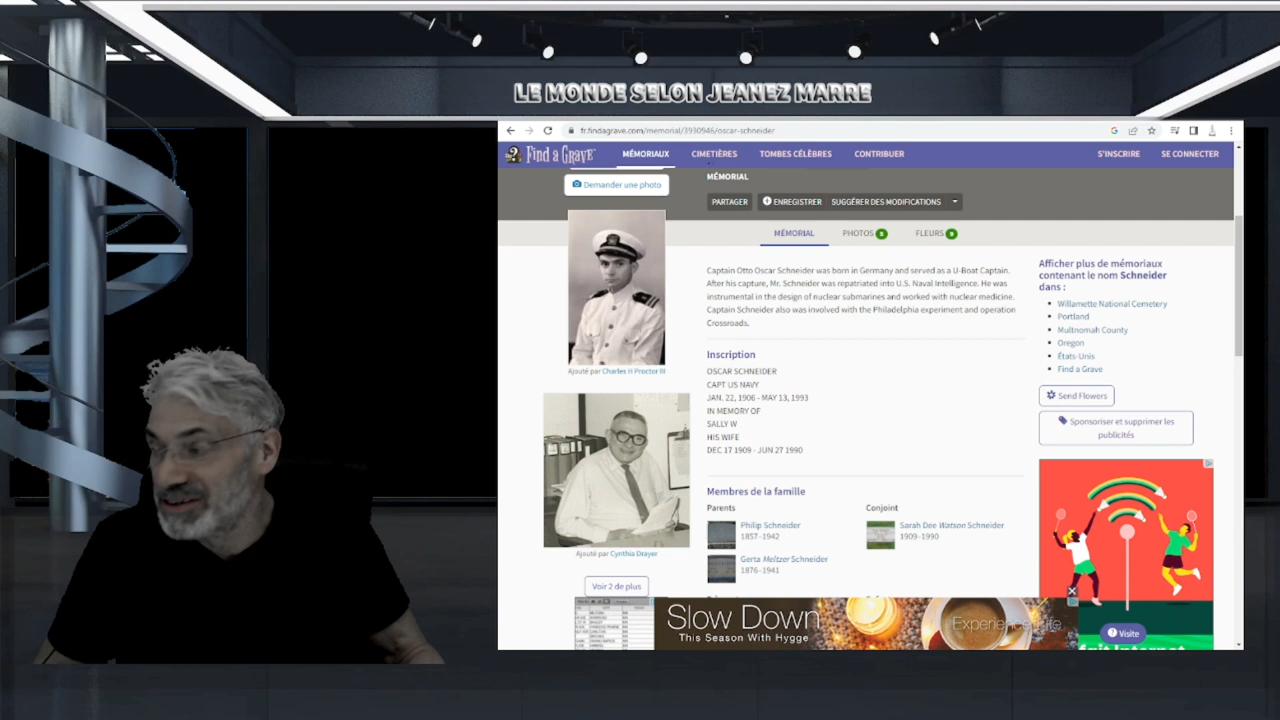 LE MONDE SELON JEANEZ MARRE
fr.findagrave.com/memorial/3930946/oscar-schneider
FIND A GRAVE
MÉMORIAUX
CIMETIÈRES
TOMBES CÉLÈBRES
CONTRIBUER
S'INSCRIRE
SE CONNECTER
Demander une photo
MÉMORIAL
PARTAGER
ENREGISTRER
SUGGÉRER DES MODIFICATIONS
MÉMORIAL
PHOTOS
FLEURS
Ajouté par Charles H Proctor III
Ajouté par Cynthia Drayer
Voir 2 de plus
Captain Otto Oscar Schneider was born in Germany and served as a U-Boat Captain.
After his capture, Mr. Schneider was repatriated into U.S. Naval Intelligence. He was
instrumental in the design of nuclear submarines and worked with nuclear medicine.
Captain Schneider also was involved with the Philadelphia experiment and operation
Crossroads.
Inscription
OSCAR SCHNEIDER
CAPT US NAVY
JAN. 22, 1906 - MAY 13, 1993
IN MEMORY OF
SALLY W
HIS WIFE
DEC 17 1909 - JUN 27 1990
Membres de la famille
Parents
Philip Schneider
1857–1942
Gerta Meltzer Schneider
1876–1941
Conjoint
Sarah Dee Watson Schneider
1909–1990
Afficher plus de mémoriaux
contenant le nom Schneider
dans :
Willamette National Cemetery
Portland
Multnomah County
Oregon
États-Unis
Find a Grave
Send Flowers
Sponsoriser et supprimer les
publicités
Visite
Slow Down
This Season With Hygge
Experience Life